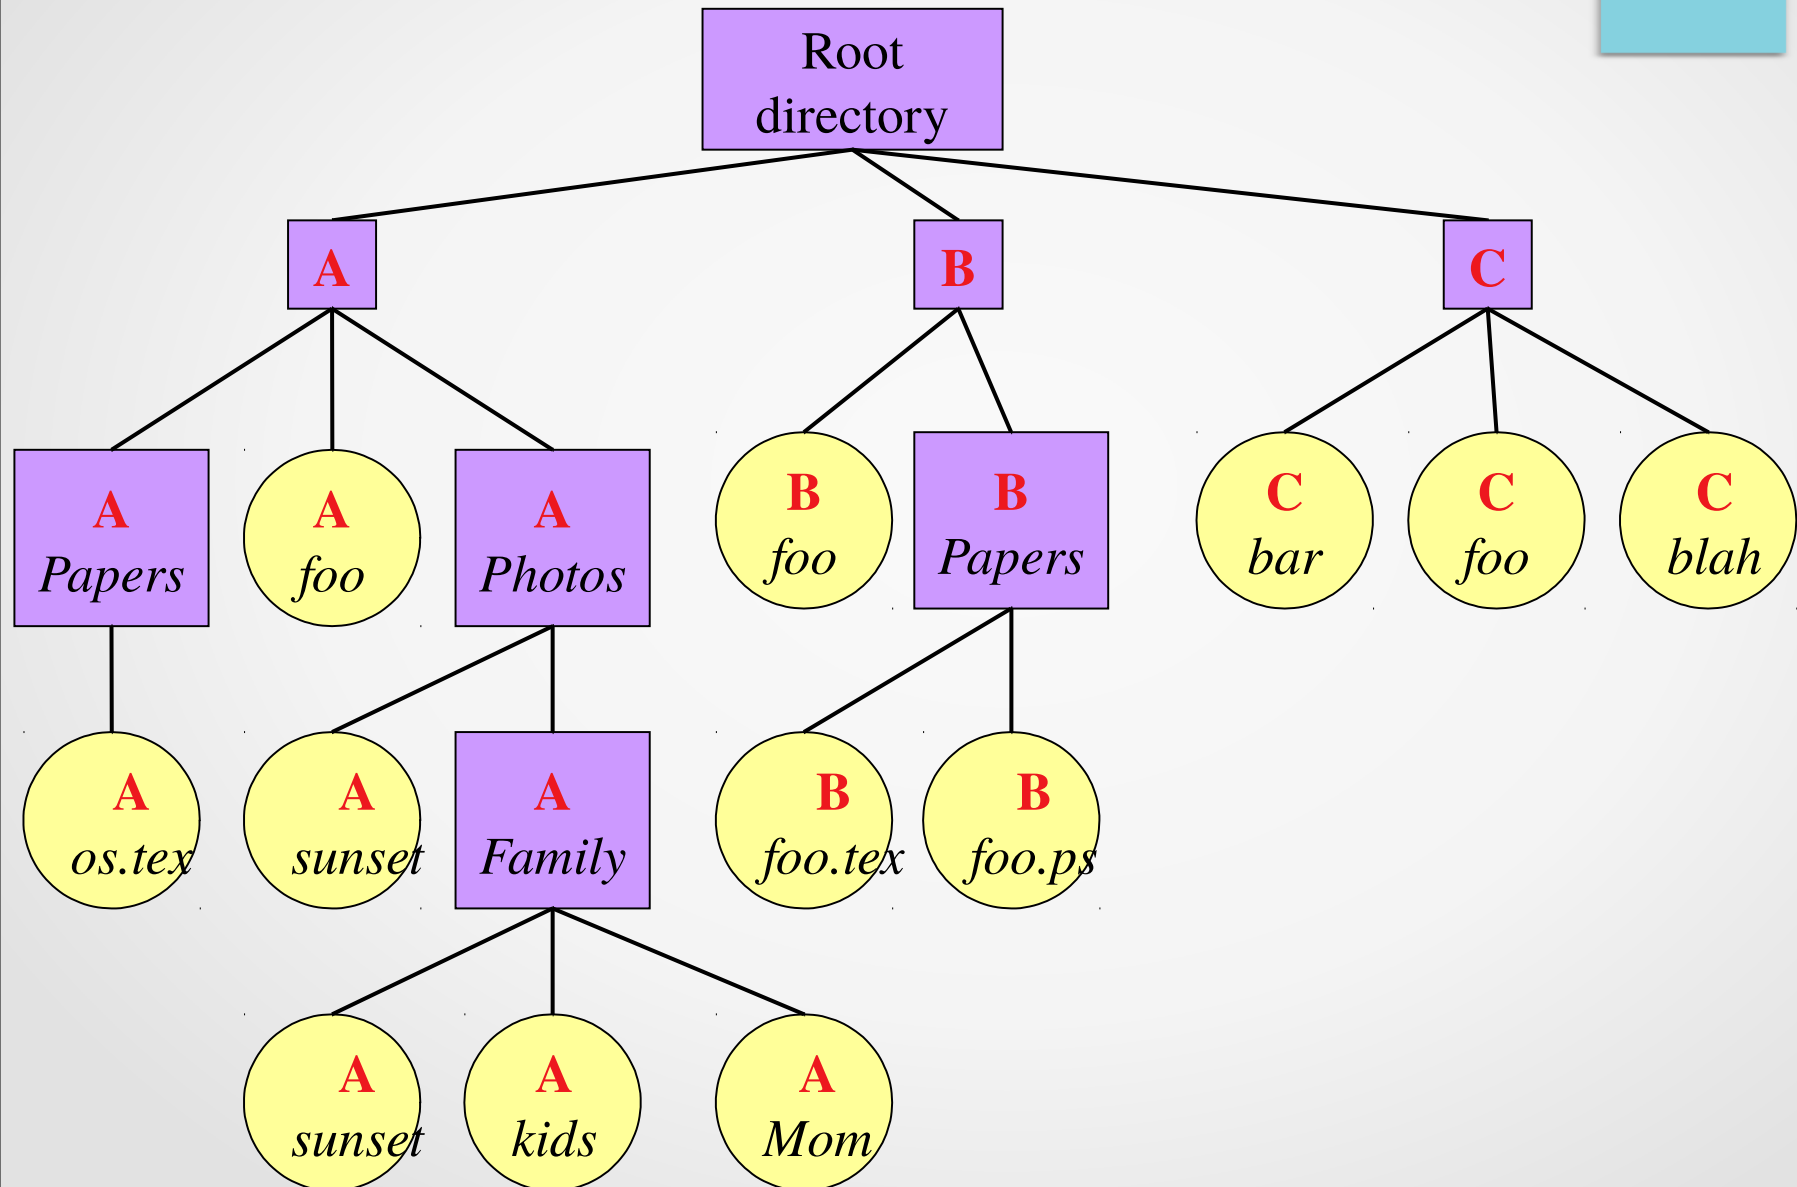 Root
directory
A
B
C
A
Papers
A
foo
A
Photos
B
foo
B
Papers
C
bar
C
foo
C
blah
A
os.tex
A
sunset
A
Family
B
foo.tex
B
foo.ps
A
sunset
A
kids
A
Mom